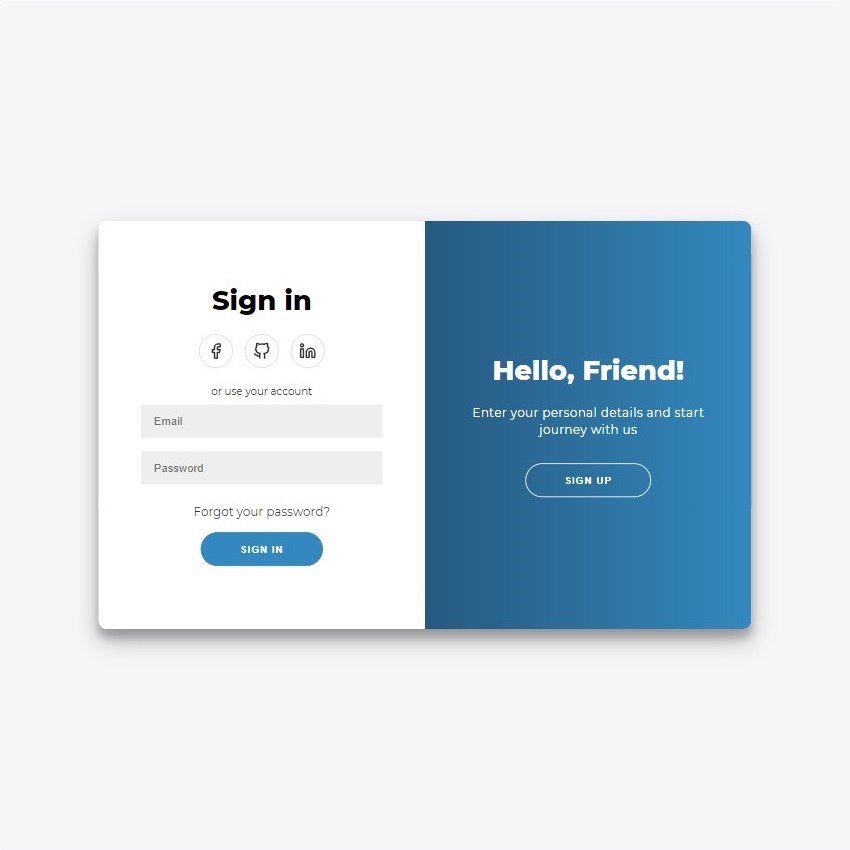 Sign in
or use your account
Email
Password
Forgot your password?
SIGN IN
Hello, Friend!
Enter your personal details and start
journey with us
SIGN UP